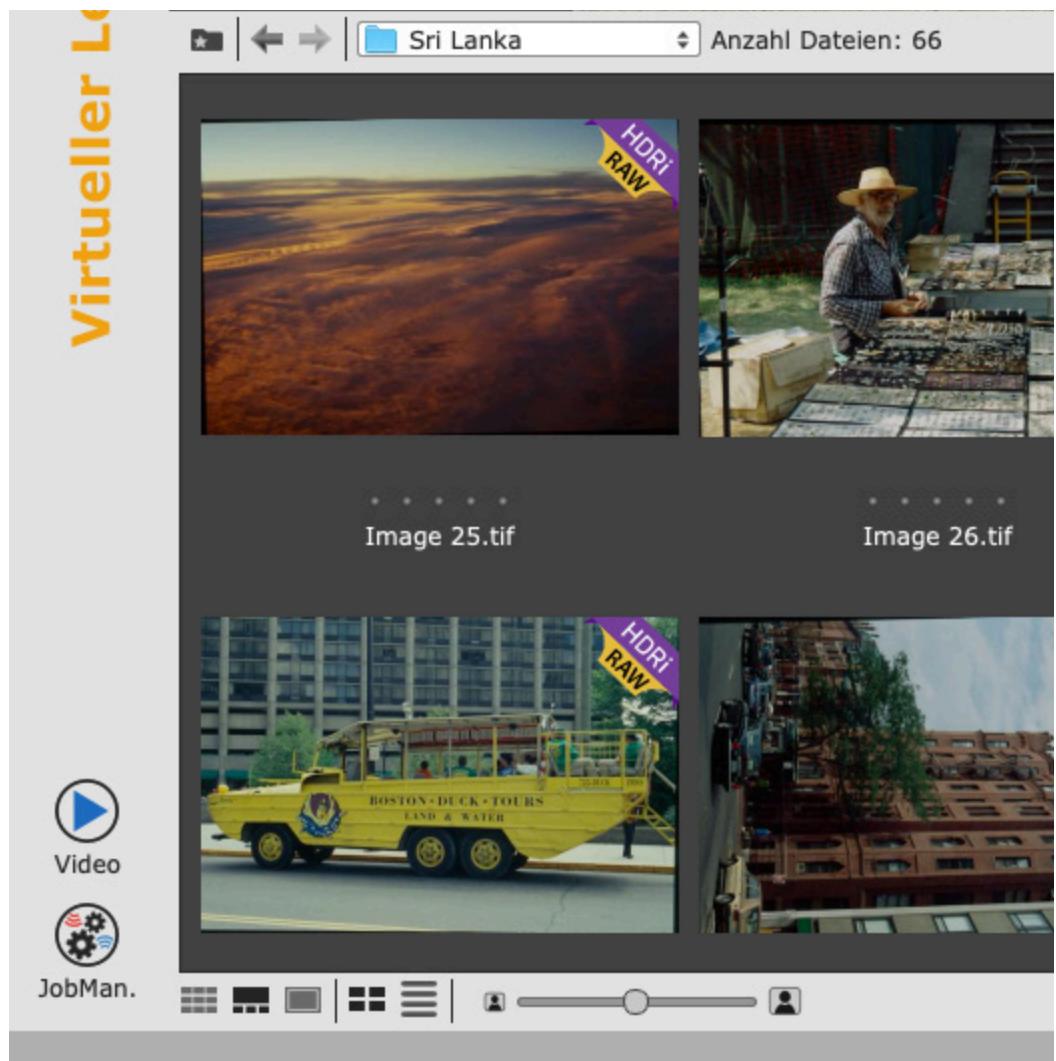 Virtueller Le
Sri Lanka
Anzahl Dateien: 66
HDRi
RAW
Image 25.tif
Image 26.tif
HDRi
RAW
BOSTON·DUCK·TOURS
LAND & WATER
Video
JobMan.